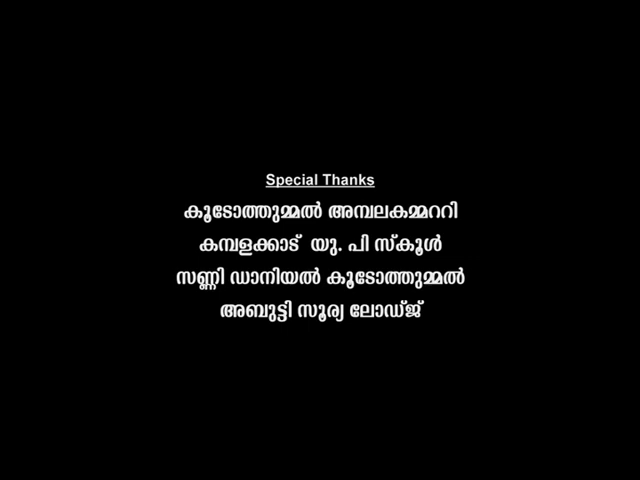 Special Thanks
കൂടോത്തുമ്മൽ അമ്പലകമ്മററി
കമ്പളക്കാട് യു. പി സ്കൂൾ
സണ്ണി ഡാനിയൽ കൂടോത്തുമ്മൽ
അബുട്ടി സൂര്യ ലോഡ്ജ്